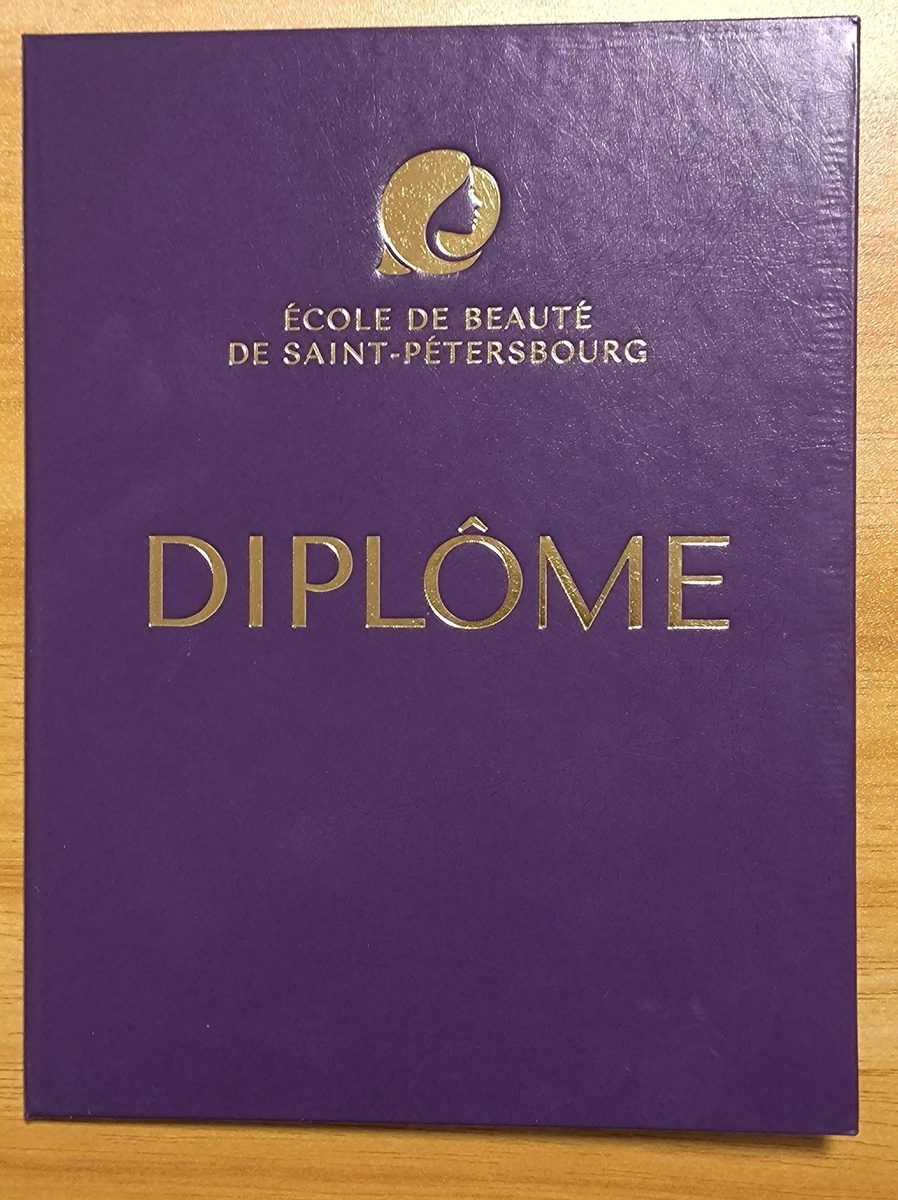 ÉCOLE DE BEAUTÉ
DE SAINT-PÉTERSBOURG
DIPLÔME